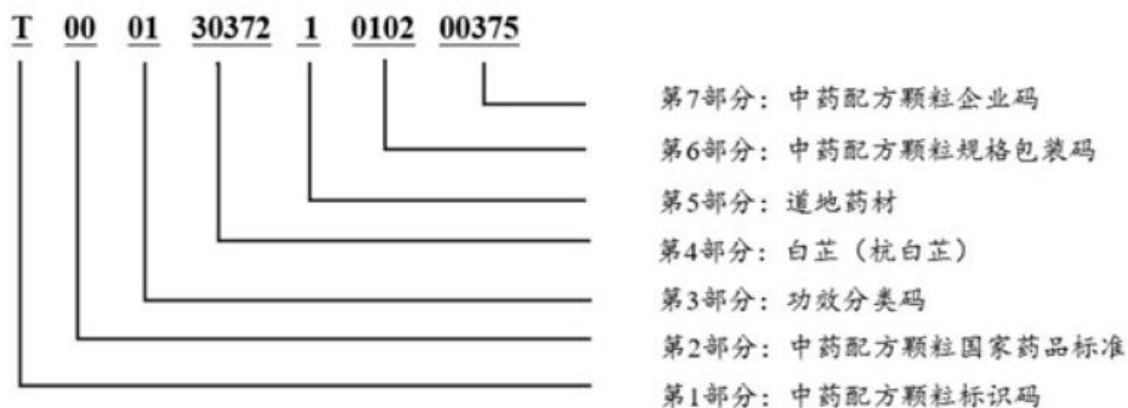 T 00 01 30372 1 0102 00375
第7部分：中药配方颗粒企业码
第6部分：中药配方颗粒规格包装码
第5部分：道地药材
第4部分：白芷（杭白芷）
第3部分：功效分类码
第2部分：中药配方颗粒国家药品标准
第1部分：中药配方颗粒标识码